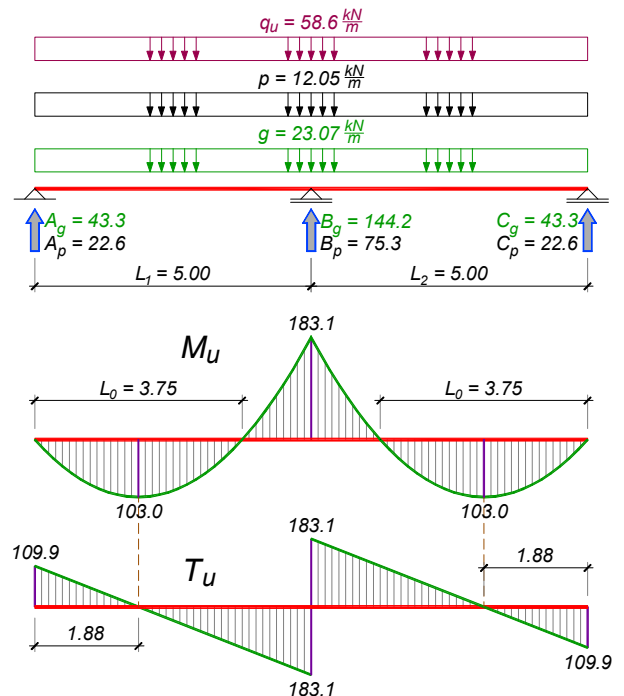 q_u = 58.6 kN/m
p = 12.05 kN/m
g = 23.07 kN/m
A_g = 43.3 B_g = 144.2 C_g = 43.3
A_p = 22.6 B_p = 75.3 C_p = 22.6
L_1 = 5.00 L_2 = 5.00
183.1
M_u
L_0 = 3.75 L_0 = 3.75
103.0 103.0
183.1
109.9 1.88
T_u
1.88
109.9
183.1